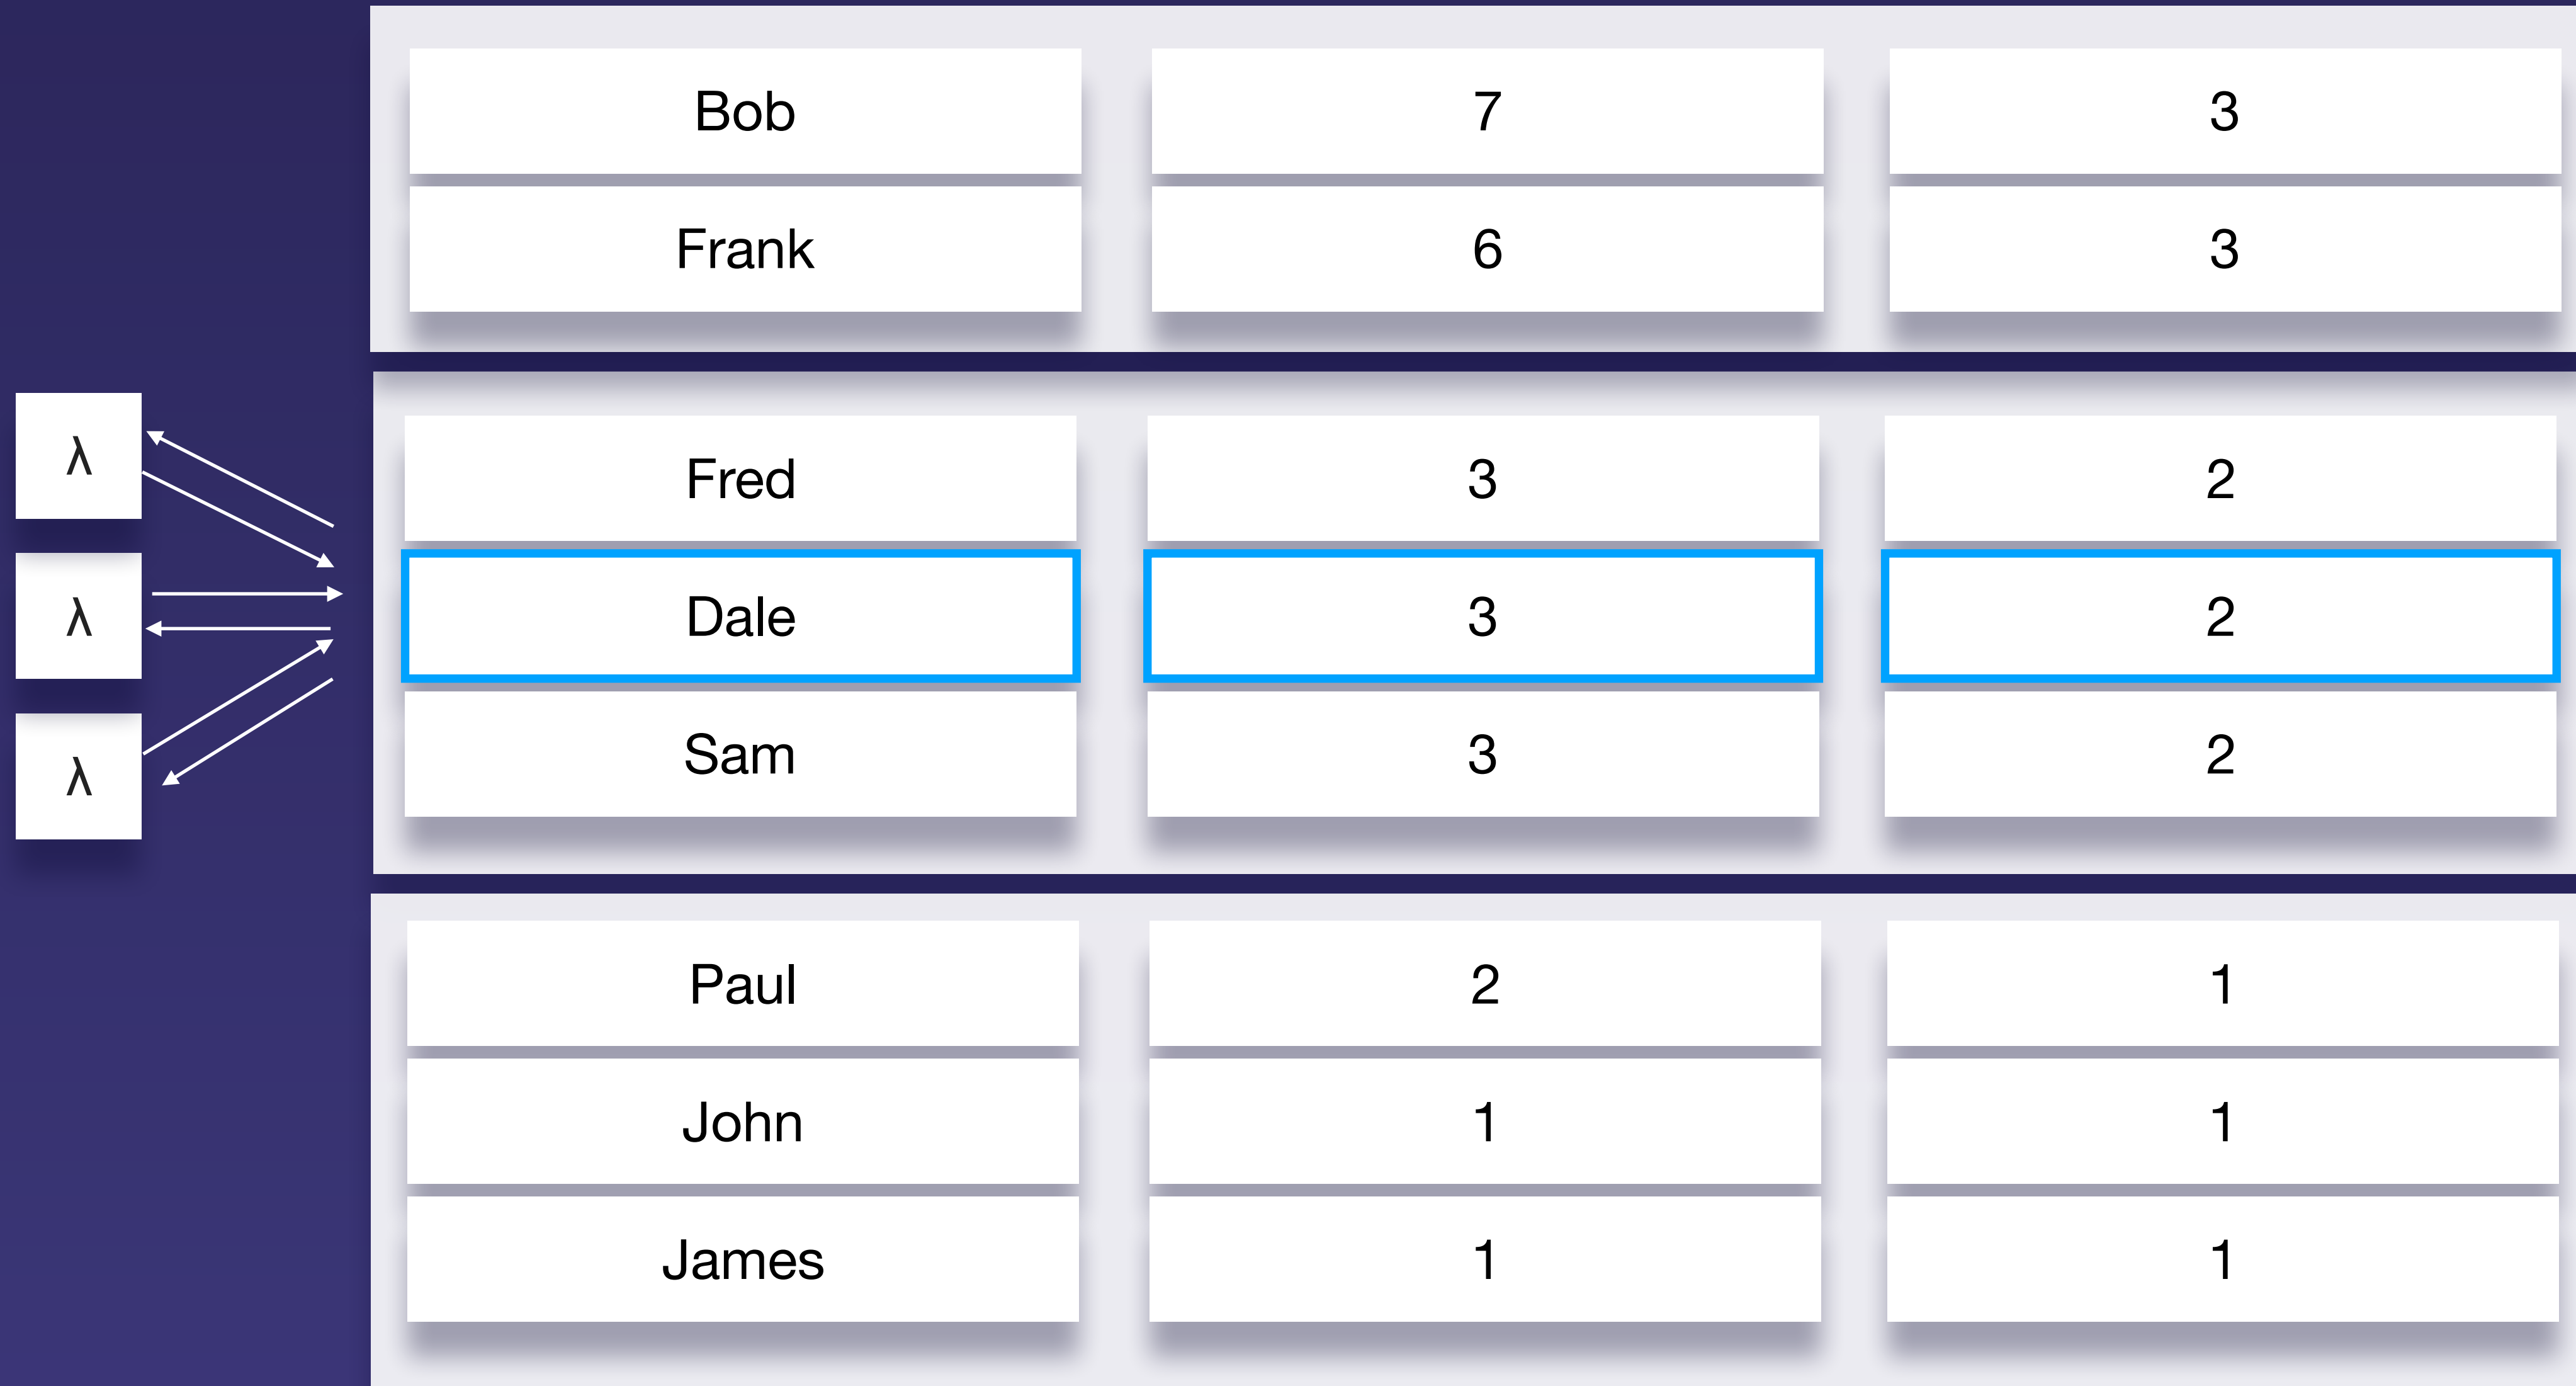 Bob 7 3
Frank 6 3
λ
Fred 3 2
λ
Dale 3 2
λ
Sam 3 2
Paul 2 1
John 1 1
James 1 1